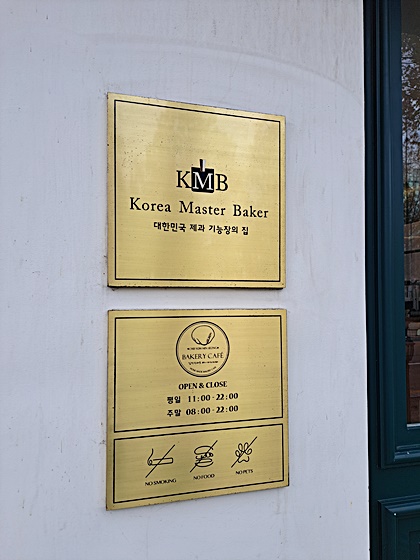 KMB
Korea Master Baker
대한민국 제과 기능장의 집
BAKERY CAFÉ
OPEN & CLOSE
평일 11:00-22:00
주말 08:00-22:00
NO SMOKING
NO FOOD
NO PETS